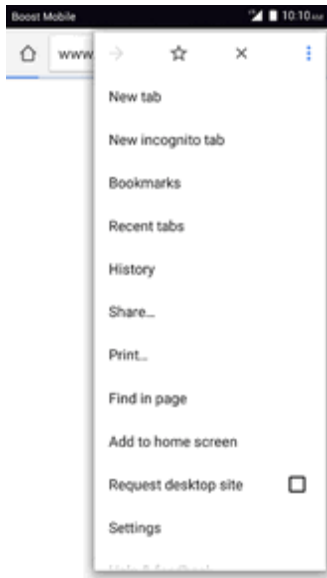 Boost Mobile 10:10 AM
www
New tab
New incognito tab
Bookmarks
Recent tabs
History
Share...
Print...
Find in page
Add to home screen
Request desktop site
Settings